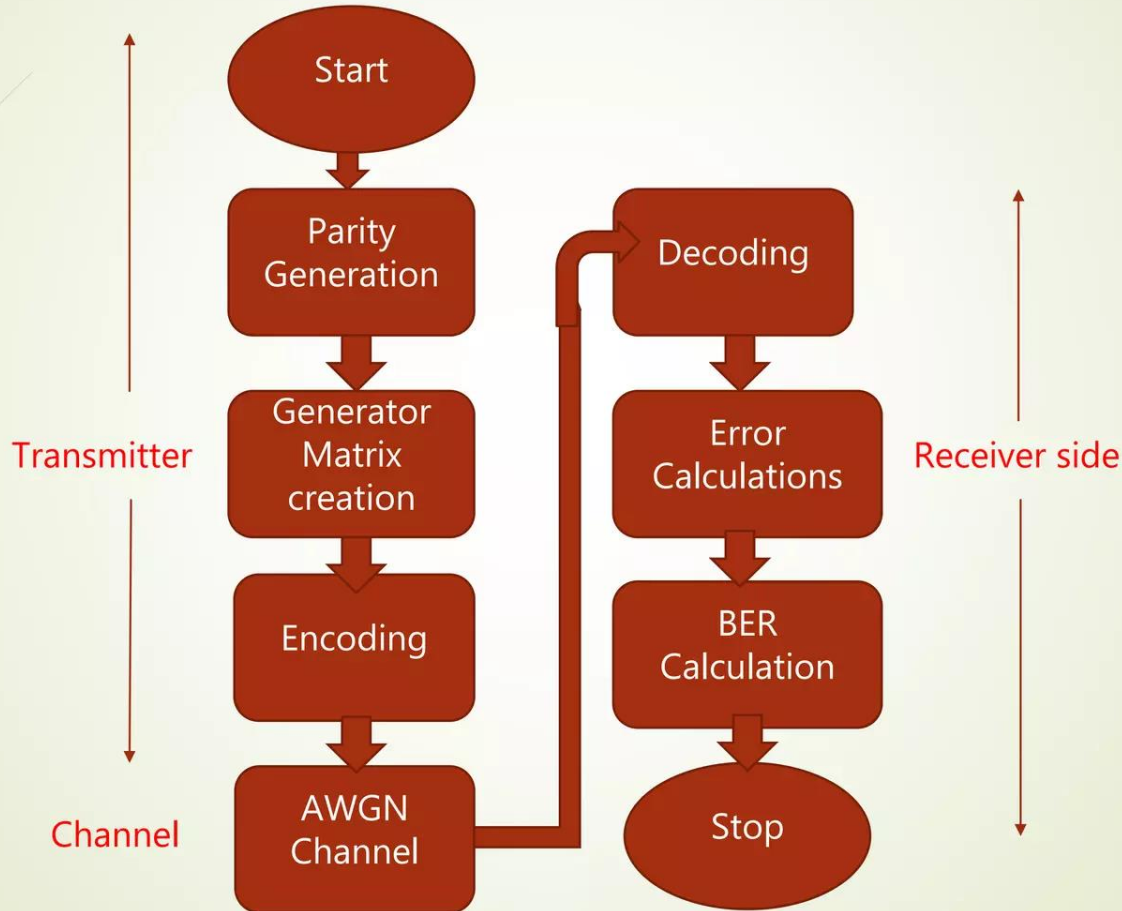 Start
Parity
Generation
Generator
Matrix
creation
Encoding
AWGN
Channel
Decoding
Error
Calculations
BER
Calculation
Stop
Transmitter
Channel
Receiver side